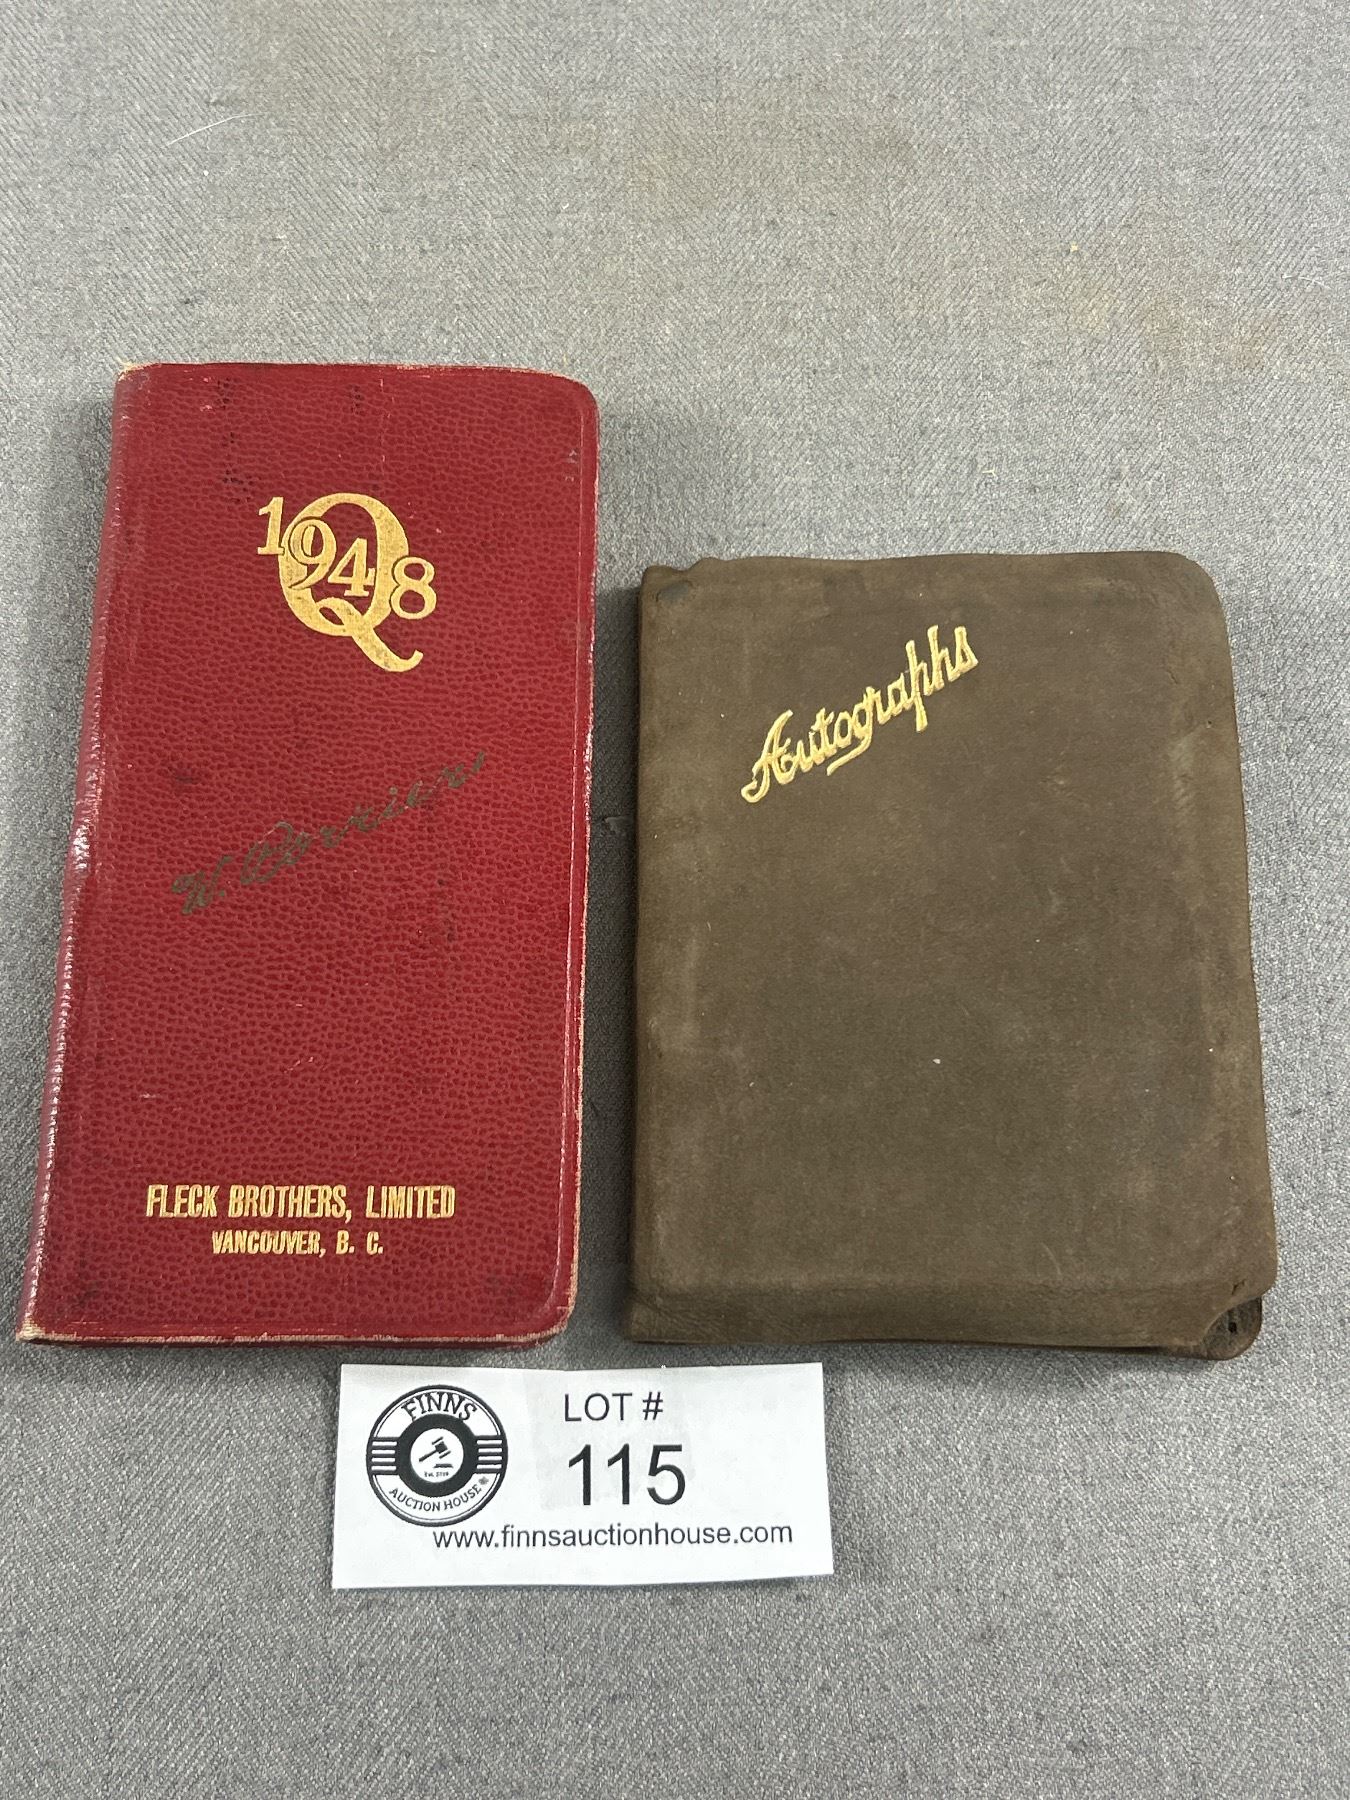 1948
Q
W. 
FLECK BROTHERS, LIMITED
VANCOUVER, B. C.
Autographs
FINNS
AUCTION HOUSE
LOT #
115
www.finnsauctionhouse.com